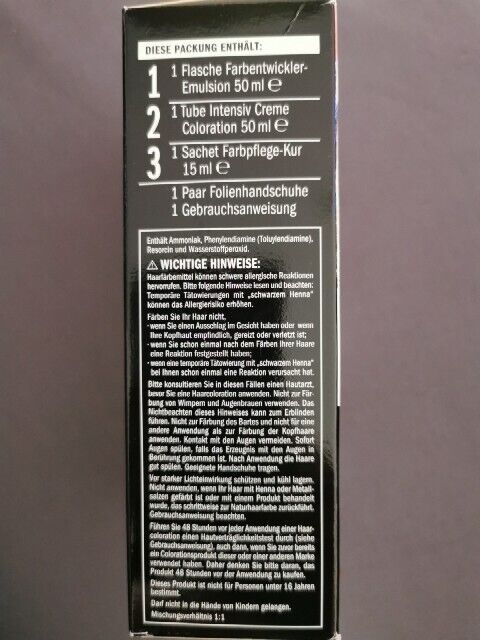 DIESE PACKUNG ENTHÄLT:
1 1 Flasche Farbentwickler-
Emulsion 50 ml ℮
2 1 Tube Intensiv Creme
Coloration 50 ml ℮
3 1 Sachet Farbpflege-Kur
15 ml ℮
1 Paar Folienhandschuhe
1 Gebrauchsanweisung
Enthält Ammoniak, Phenylendiamine (Toluylendiamine),
Resorcin und Wasserstoffperoxid.
⚠ WICHTIGE HINWEISE:
Haarfärbemittel können schwere allergische Reaktionen
hervorrufen. Bitte folgende Hinweise lesen und beachten:
Temporäre Tätowierungen mit „schwarzem Henna“
können das Allergierisiko erhöhen.
Färben Sie Ihr Haar nicht,
· wenn Sie einen Ausschlag im Gesicht haben oder wenn
Ihre Kopfhaut empfindlich, gereizt oder verletzt ist;
· wenn Sie schon einmal nach dem Färben Ihrer Haare
eine Reaktion festgestellt haben;
· wenn eine temporäre Tätowierung mit „schwarzem Henna“
bei Ihnen schon einmal eine Reaktion verursacht hat.
Bitte konsultieren Sie in diesen Fällen einen Hautarzt,
bevor Sie eine Haarcoloration anwenden. Nicht zur Fär-
bung von Wimpern und Augenbrauen verwenden. Das
Nichtbeachten dieses Hinweises kann zum Erblinden
führen. Nicht zur Färbung des Bartes und nicht für eine
andere Anwendung als zur Färbung der Kopfhaare
anwenden. Kontakt mit den Augen vermeiden. Sofort
Augen spülen, falls das Erzeugnis mit den Augen in
Berührung gekommen ist. Nach Anwendung die Haare
gut spülen. Geeignete Handschuhe tragen.
Vor starker Lichteinwirkung schützen und kühl lagern.
Nicht anwenden, wenn Ihr Haar mit Henna oder Metall-
salzen gefärbt ist oder mit einem Produkt behandelt
wurde, das schrittweise zur Naturhaarfarbe zurückführt.
Gebrauchsanweisung beachten.
Führen Sie 48 Stunden vor jeder Anwendung einer Haar-
coloration einen Hautverträglichkeitstest durch (siehe
Gebrauchsanweisung), auch dann, wenn Sie zuvor bereits
ein Colorationsprodukt dieser oder einer anderen Marke
verwendet haben. Daher denken Sie bitte daran, das
Produkt 48 Stunden vor der Anwendung zu kaufen.
Dieses Produkt ist nicht für Personen unter 16 Jahren
bestimmt.
Darf nicht in die Hände von Kindern gelangen.
Mischungsverhältnis 1:1